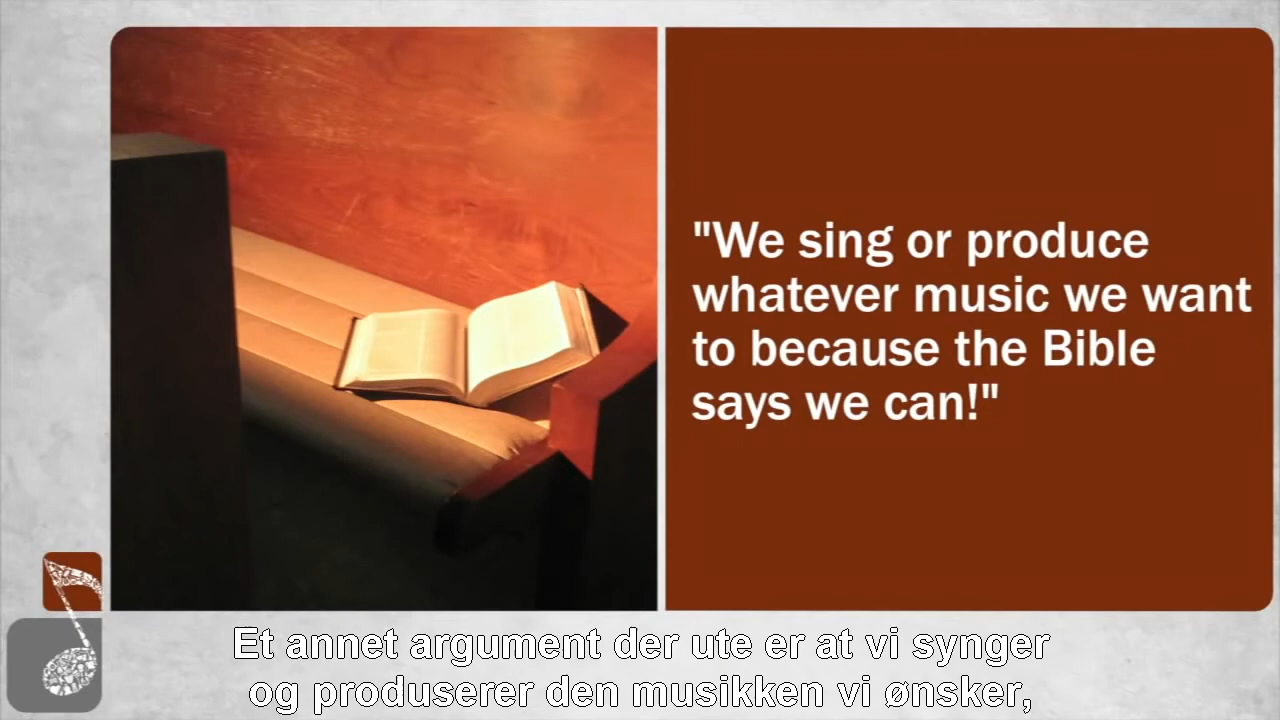 "We sing or produce
whatever music we want
to because the Bible
says we can!"
Et annet argument der ute er at vi synger
og produserer den musikken vi ønsker,